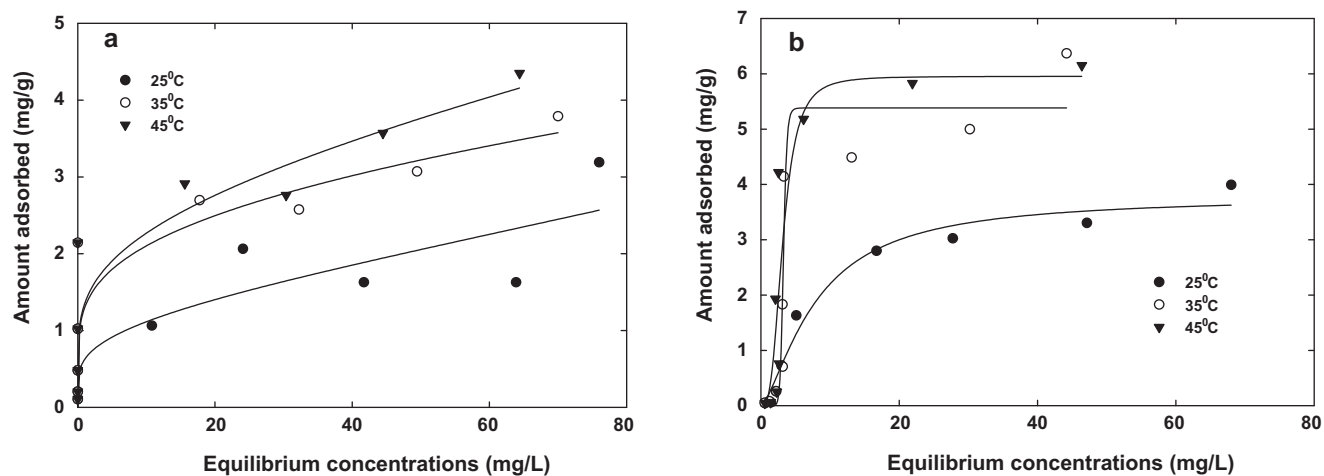 a
25⁰C
35⁰C
45⁰C
Amount adsorbed (mg/g)
5
4
3
2
1
0
0 20 40 60 80
Equilibrium concentrations (mg/L)
b
Amount adsorbed (mg/g)
7
6
5
4
3
2
1
0
25⁰C
35⁰C
45⁰C
0 20 40 60 80
Equilibrium concentrations (mg/L)